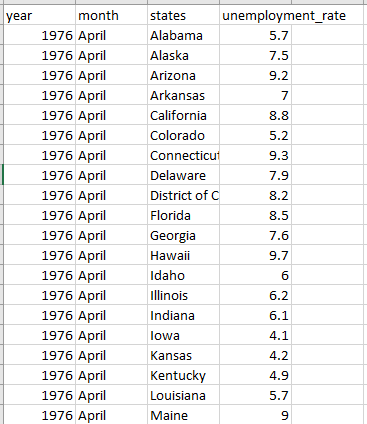 year month states unemployment_rate
1976 April Alabama 5.7
1976 April Alaska 7.5
1976 April Arizona 9.2
1976 April Arkansas 7
1976 April California 8.8
1976 April Colorado 5.2
1976 April Connecticut 9.3
1976 April Delaware 7.9
1976 April District of C 8.2
1976 April Florida 8.5
1976 April Georgia 7.6
1976 April Hawaii 9.7
1976 April Idaho 6
1976 April Illinois 6.2
1976 April Indiana 6.1
1976 April Iowa 4.1
1976 April Kansas 4.2
1976 April Kentucky 4.9
1976 April Louisiana 5.7
1976 April Maine 9